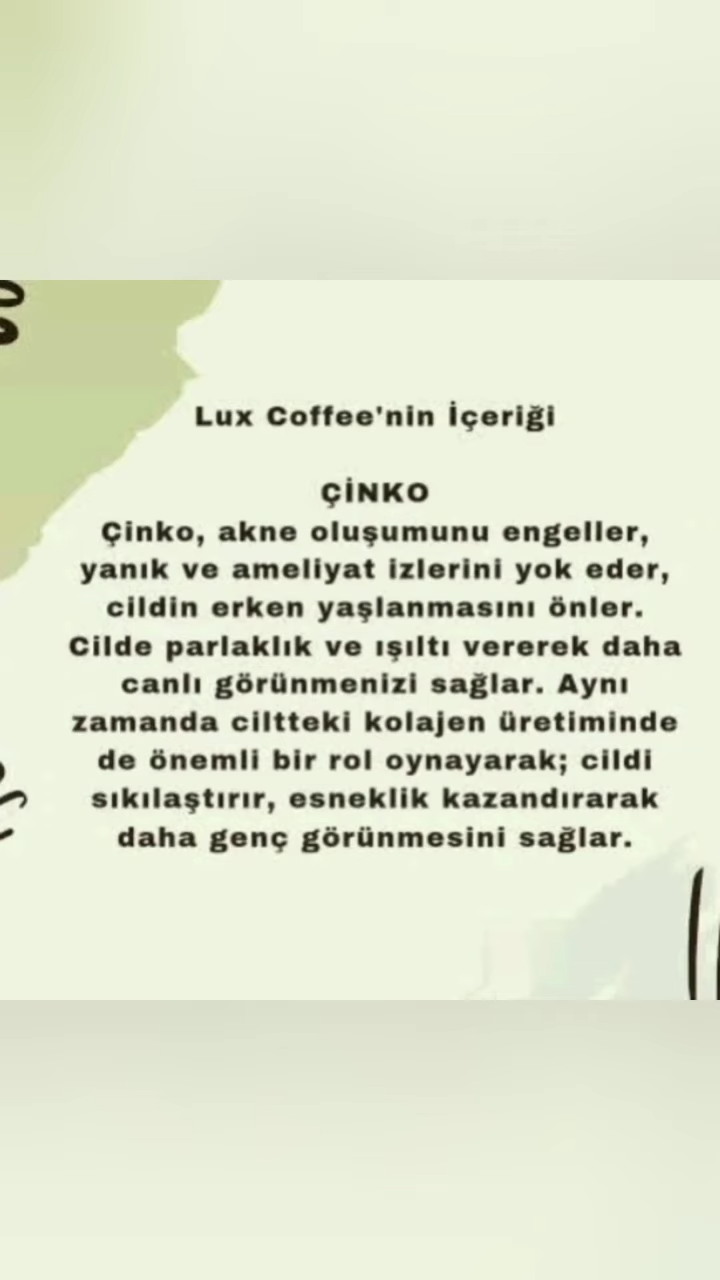 Lux Coffee'nin İçeriği
ÇİNKO
Çinko, akne oluşumunu engeller,
yanık ve ameliyat izlerini yok eder,
cildin erken yaşlanmasını önler.
Cilde parlaklık ve ışıltı vererek daha
canlı görünmenizi sağlar. Aynı
zamanda ciltteki kolajen üretiminde
de önemli bir rol oynayarak; cildi
sıkılaştırır, esneklik kazandırarak
daha genç görünmesini sağlar.